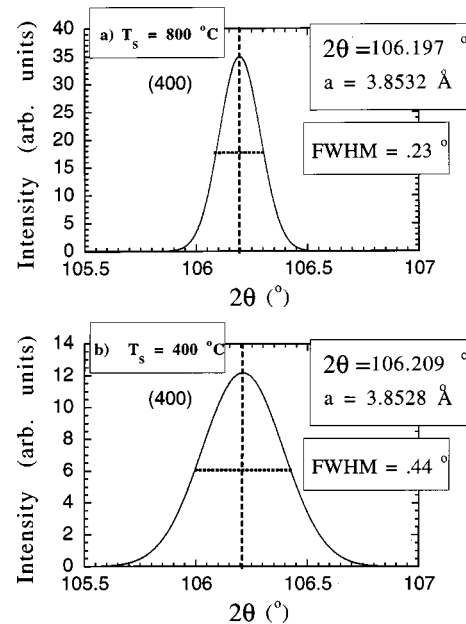 40
35
30
25
20
15
10
5
0
Intensity (arb. units)
a) T_S = 800 °C
(400)
2θ = 106.197 °
a = 3.8532 Å
FWHM = .23 °
105.5 106 106.5 107
2θ (°)
14
12
10
8
6
4
2
0
Intensity (arb. units)
b) T_S = 400 °C
(400)
2θ = 106.209 °
a = 3.8528 Å
FWHM = .44 °
105.5 106 106.5 107
2θ (°)